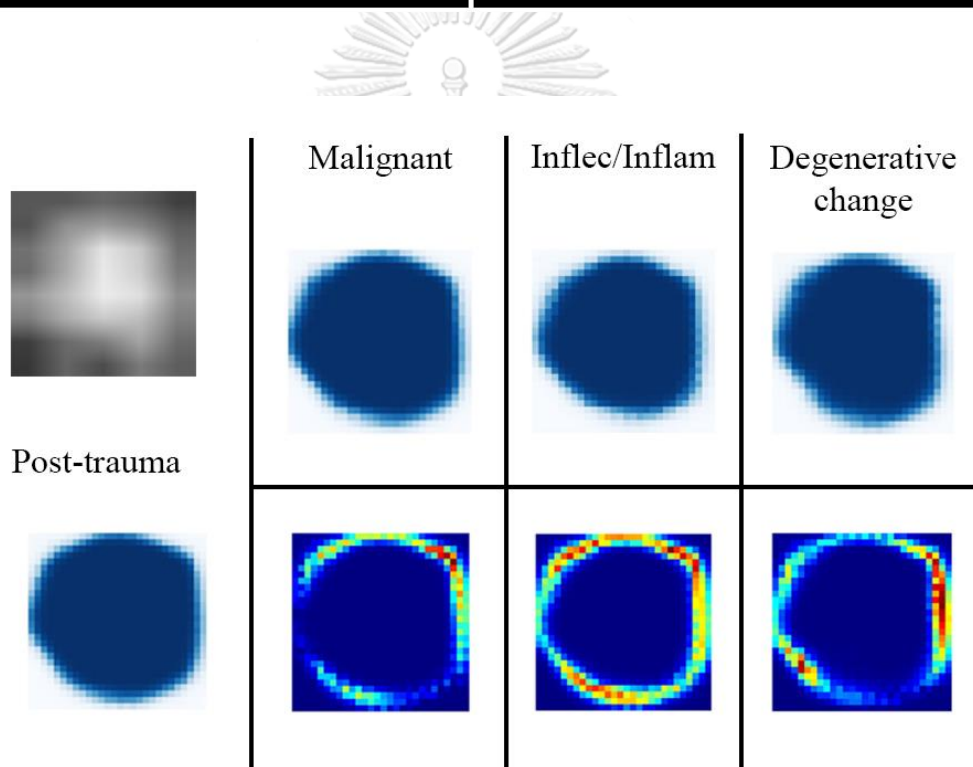 Malignant
Inflec/Inflam
Degenerative
change
Post-trauma